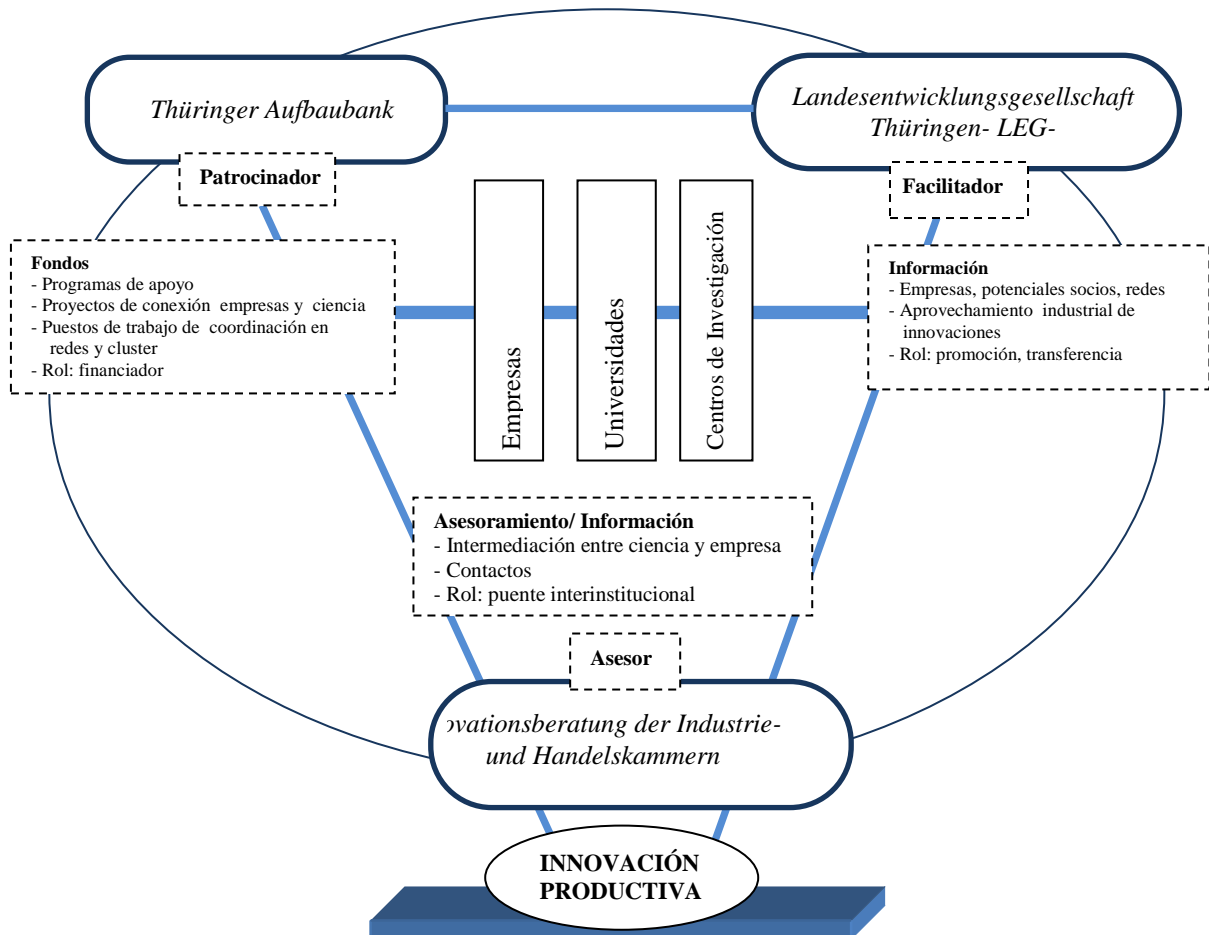 Thüringer Aufbaubank
Landesentwicklungsgesellschaft
Thüringen- LEG-
Patrocinador
Facilitador
Fondos
- Programas de apoyo
- Proyectos de conexión empresas y ciencia
- Puestos de trabajo de coordinación en
redes y cluster
- Rol: financiador
Empresas
Universidades
Centros de Investigación
Información
- Empresas, potenciales socios, redes
- Aprovechamiento industrial de
innovaciones
- Rol: promoción, transferencia
Asesoramiento/ Información
- Intermediación entre ciencia y empresa
- Contactos
- Rol: puente interinstitucional
Asesor
ovationsberatung der Industrie-
und Handelskammern
INNOVACIÓN
PRODUCTIVA